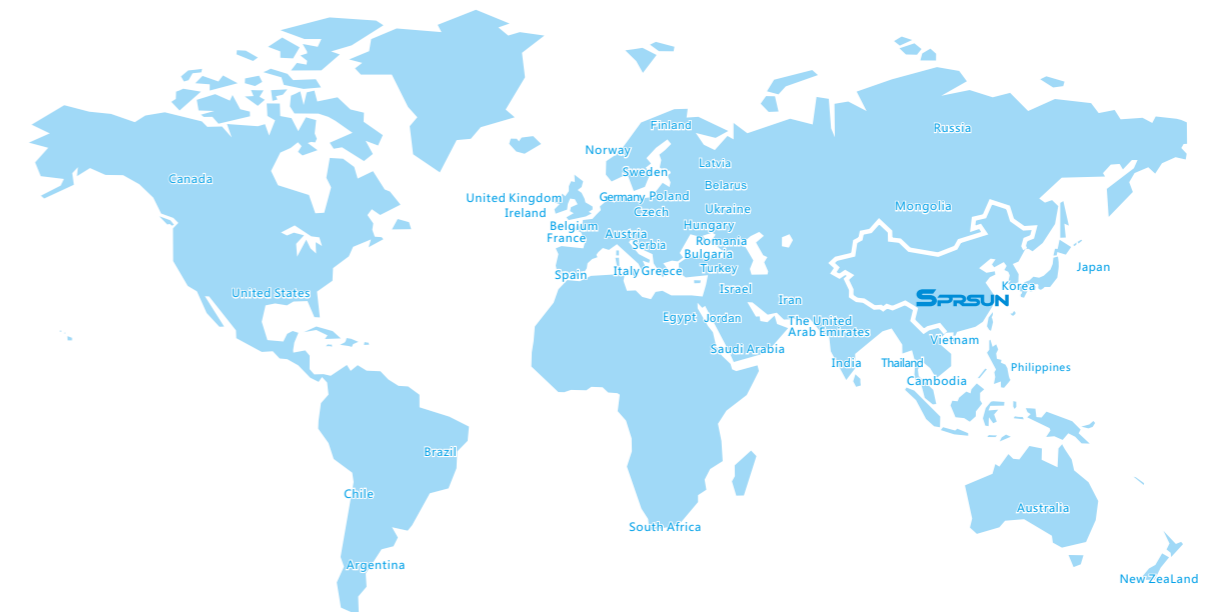 Finland
Russia
Norway
Latvia
Sweden
Canada
Belarus
United Kingdom
Germany
Poland
Mongolia
Ireland
Czech
Ukraine
Belgium
Hungary
France
Austria
Romania
Serbia
Bulgaria
Japan
Spain
Italy
Greece
Turkey
Korea
United States
Israel
Iran
SPRSUN
Egypt
Jordan
The United
Arab Emirates
Vietnam
Saudi Arabia
India
Thailand
Philippines
Cambodia
Brazil
Chile
Australia
South Africa
Argentina
New ZeaLand